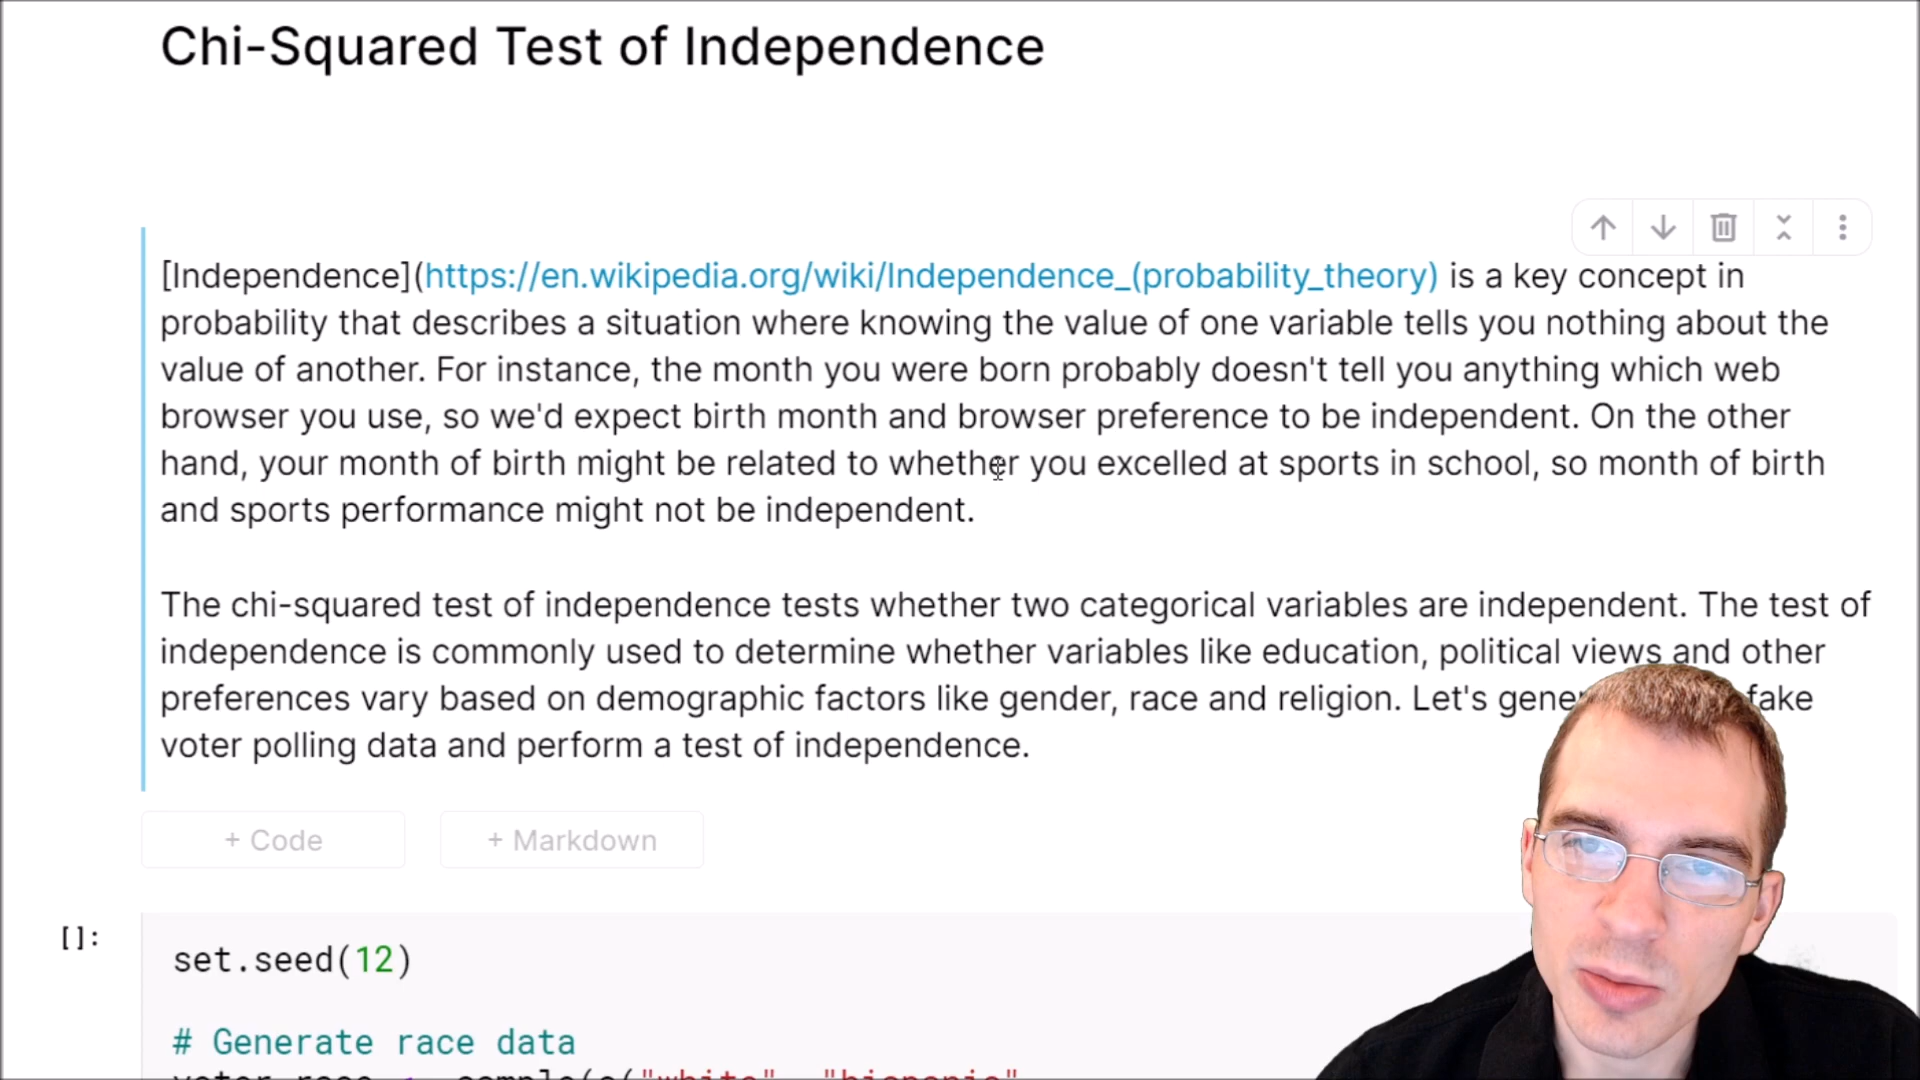 Chi-Squared Test of Independence
[Independence](https://en.wikipedia.org/wiki/Independence_(probability_theory) is a key concept in
probability that describes a situation where knowing the value of one variable tells you nothing about the
value of another. For instance, the month you were born probably doesn't tell you anything which web
browser you use, so we'd expect birth month and browser preference to be independent. On the other
hand, your month of birth might be related to whether you excelled at sports in school, so month of birth
and sports performance might not be independent.
The chi-squared test of independence tests whether two categorical variables are independent. The test of
independence is commonly used to determine whether variables like education, political views and other
preferences vary based on demographic factors like gender, race and religion. Let's fake
voter polling data and perform a test of independence.
+ Code + Markdown
[]:
set.seed(12)
# Generate race data
voter_race <- sample(c("white", "hispanic"